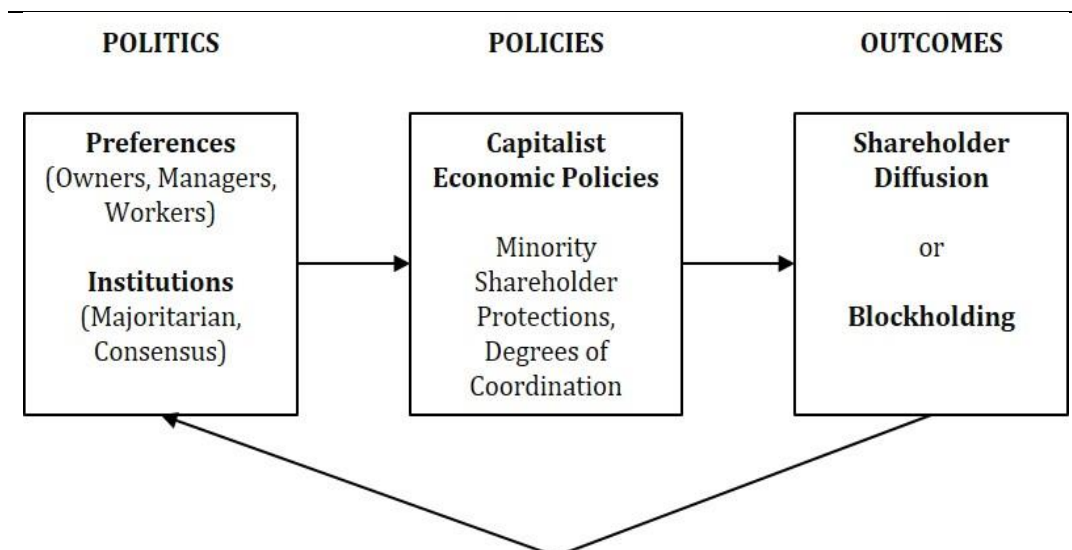 POLITICS
POLICIES
OUTCOMES
Preferences
(Owners, Managers,
Workers)
Institutions
(Majoritarian,
Consensus)
Capitalist
Economic Policies
Minority
Shareholder
Protections,
Degrees of
Coordination
Shareholder
Diffusion
or
Blockholding